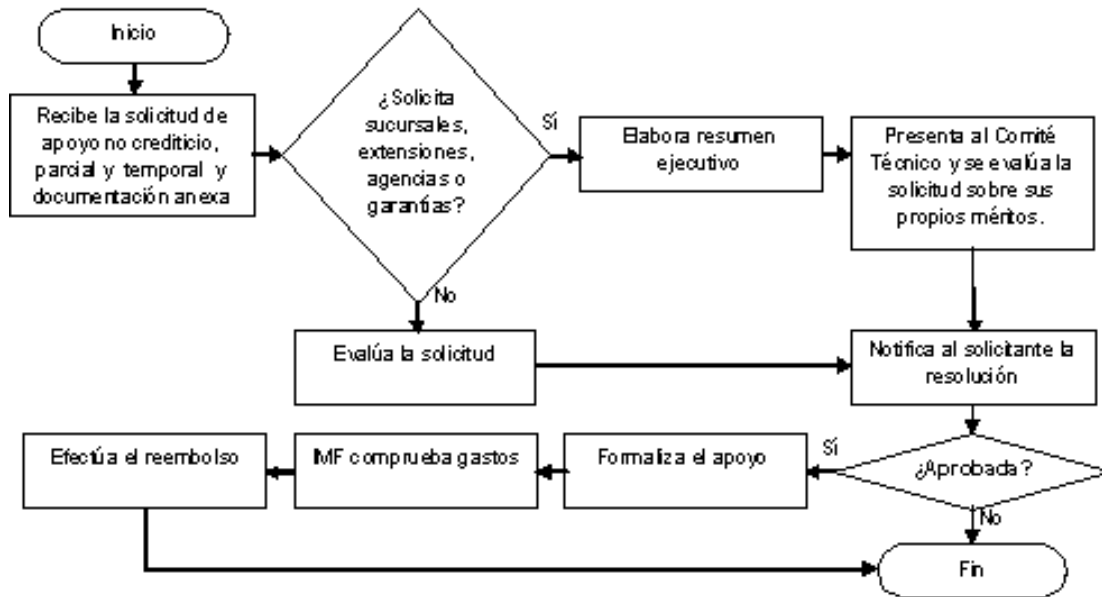 Inicio
Recibe la solicitud de
apoyo no crediticio,
parcial y temporal y
documentación anexa
¿Solicita
sucursales,
extensiones,
agencias o
garantías?
Sí
Elabora resumen
ejecutivo
Presenta al Comité
Técnico y se evalúa la
solicitud sobre sus
propios méritos.
No
Evalúa la solicitud
Notifica al solicitante la
resolución
¿Aprobada?
Sí
Formaliza el apoyo
IMF comprueba gastos
Efectúa el reembolso
No
Fin